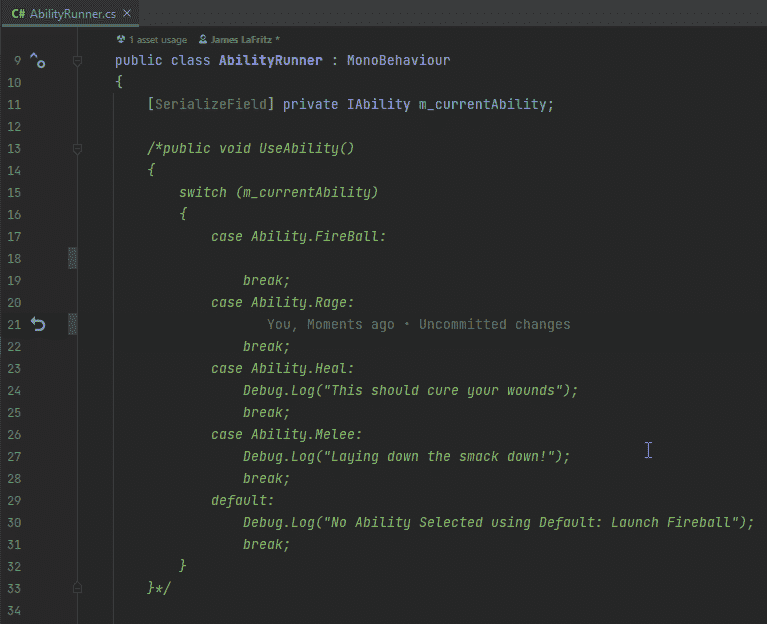 C# AbilityRunner.cs ×
1 asset usage James LaFritz *
9 public class AbilityRunner : MonoBehaviour
10 {
11 [SerializeField] private IAbility m_currentAbility;
12
13 /*public void UseAbility()
14 {
15 switch (m_currentAbility)
16 {
17 case Ability.FireBall:
18
19 break;
20 case Ability.Rage:
21 You, Moments ago • Uncommitted changes
22 break;
23 case Ability.Heal:
24 Debug.Log("This should cure your wounds");
25 break;
26 case Ability.Melee:
27 Debug.Log("Laying down the smack down!");
28 break;
29 default:
30 Debug.Log("No Ability Selected using Default: Launch Fireball");
31 break;
32 }
33 }*/
34